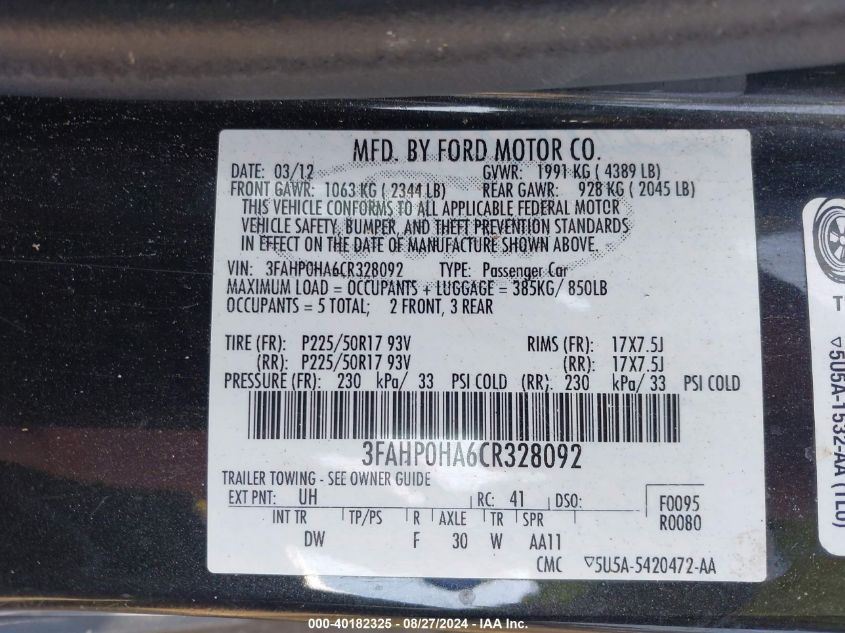 MFD. BY FORD MOTOR CO.
DATE: 03/12 GVWR: 1991 KG ( 4389 LB)
FRONT GAWR: 1063 KG ( 2344 LB) REAR GAWR: 928 KG ( 2045 LB)
THIS VEHICLE CONFORMS TO ALL APPLICABLE FEDERAL MOTOR
VEHICLE SAFETY, BUMPER, AND THEFT PREVENTION STANDARDS
IN EFFECT ON THE DATE OF MANUFACTURE SHOWN ABOVE.
VIN: 3FAHP0HA6CR328092 TYPE: Passenger Car
MAXIMUM LOAD = OCCUPANTS + LUGGAGE = 385KG/ 850LB
OCCUPANTS = 5 TOTAL; 2 FRONT, 3 REAR
TIRE (FR): P225/50R17 93V RIMS (FR): 17X7.5J
(RR): P225/50R17 93V (RR): 17X7.5J
PRESSURE (FR): 230 kPa/ 33 PSI COLD (RR): 230 kPa/ 33 PSI COLD
3FAHP0HA6CR328092
TRAILER TOWING - SEE OWNER GUIDE
EXT PNT: UH RC: 41 DSO: F0095
INT TR TP/PS R AXLE TR SPR R0080
DW F 30 W AA11
CMC ▽5U5A-5420472-AA
T
▽5U5A-1532-AA (TLU)
000-40182325 - 08/27/2024 - IAA Inc.